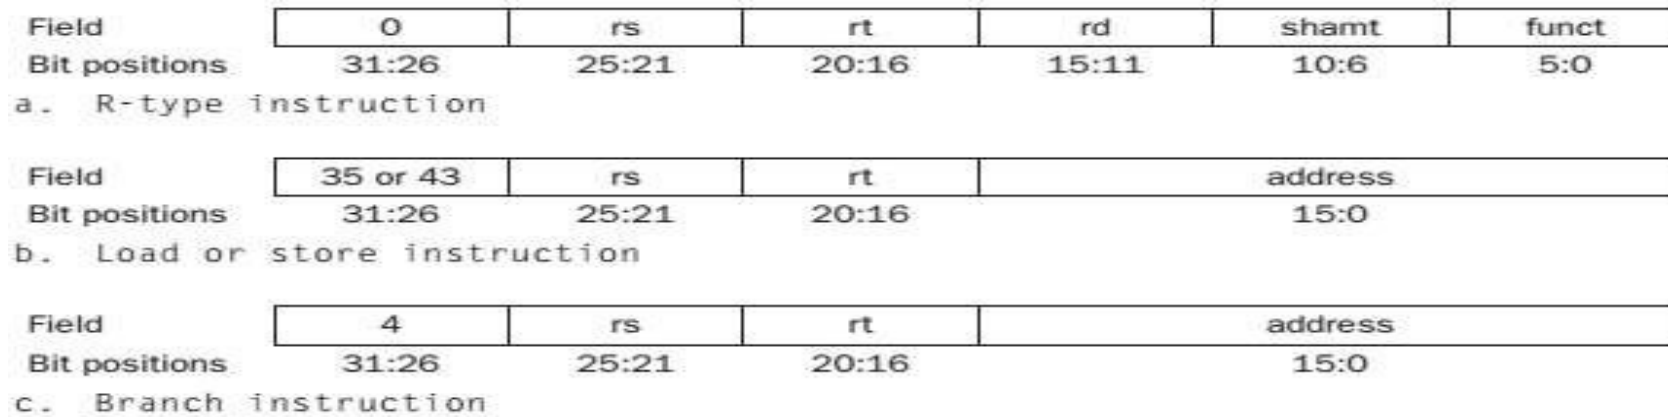 Field 0 rs rt rd shamt funct
Bit positions 31:26 25:21 20:16 15:11 10:6 5:0
a. R-type instruction
Field 35 or 43 rs rt address
Bit positions 31:26 25:21 20:16 15:0
b. Load or store instruction
Field 4 rs rt address
Bit positions 31:26 25:21 20:16 15:0
c. Branch instruction